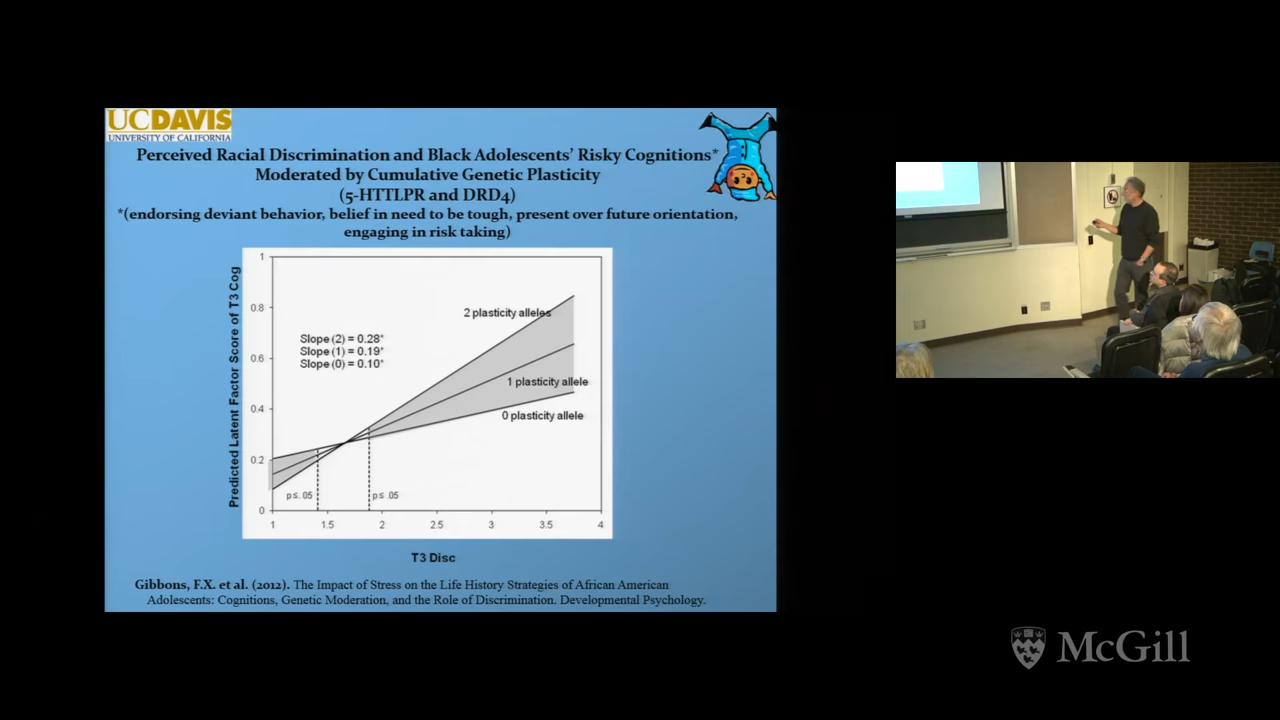 UCDAVIS
UNIVERSITY OF CALIFORNIA
Perceived Racial Discrimination and Black Adolescents' Risky Cognitions*
Moderated by Cumulative Genetic Plasticity
(5-HTTLPR and DRD4)
*(endorsing deviant behavior, belief in need to be tough, present over future orientation,
engaging in risk taking)
Predicted Latent Factor Score of T3 Cog
1
0.8
0.6
0.4
0.2
0
2 plasticity alleles
Slope (2) = 0.28*
Slope (1) = 0.19*
Slope (0) = 0.10*
1 plasticity allele
0 plasticity allele
p ≤ .05
p ≤ .05
1 1.5 2 2.5 3 3.5 4
T3 Disc
Gibbons, F.X. et al. (2012). The Impact of Stress on the Life History Strategies of African American
Adolescents: Cognitions, Genetic Moderation, and the Role of Discrimination. Developmental Psychology.
McGill